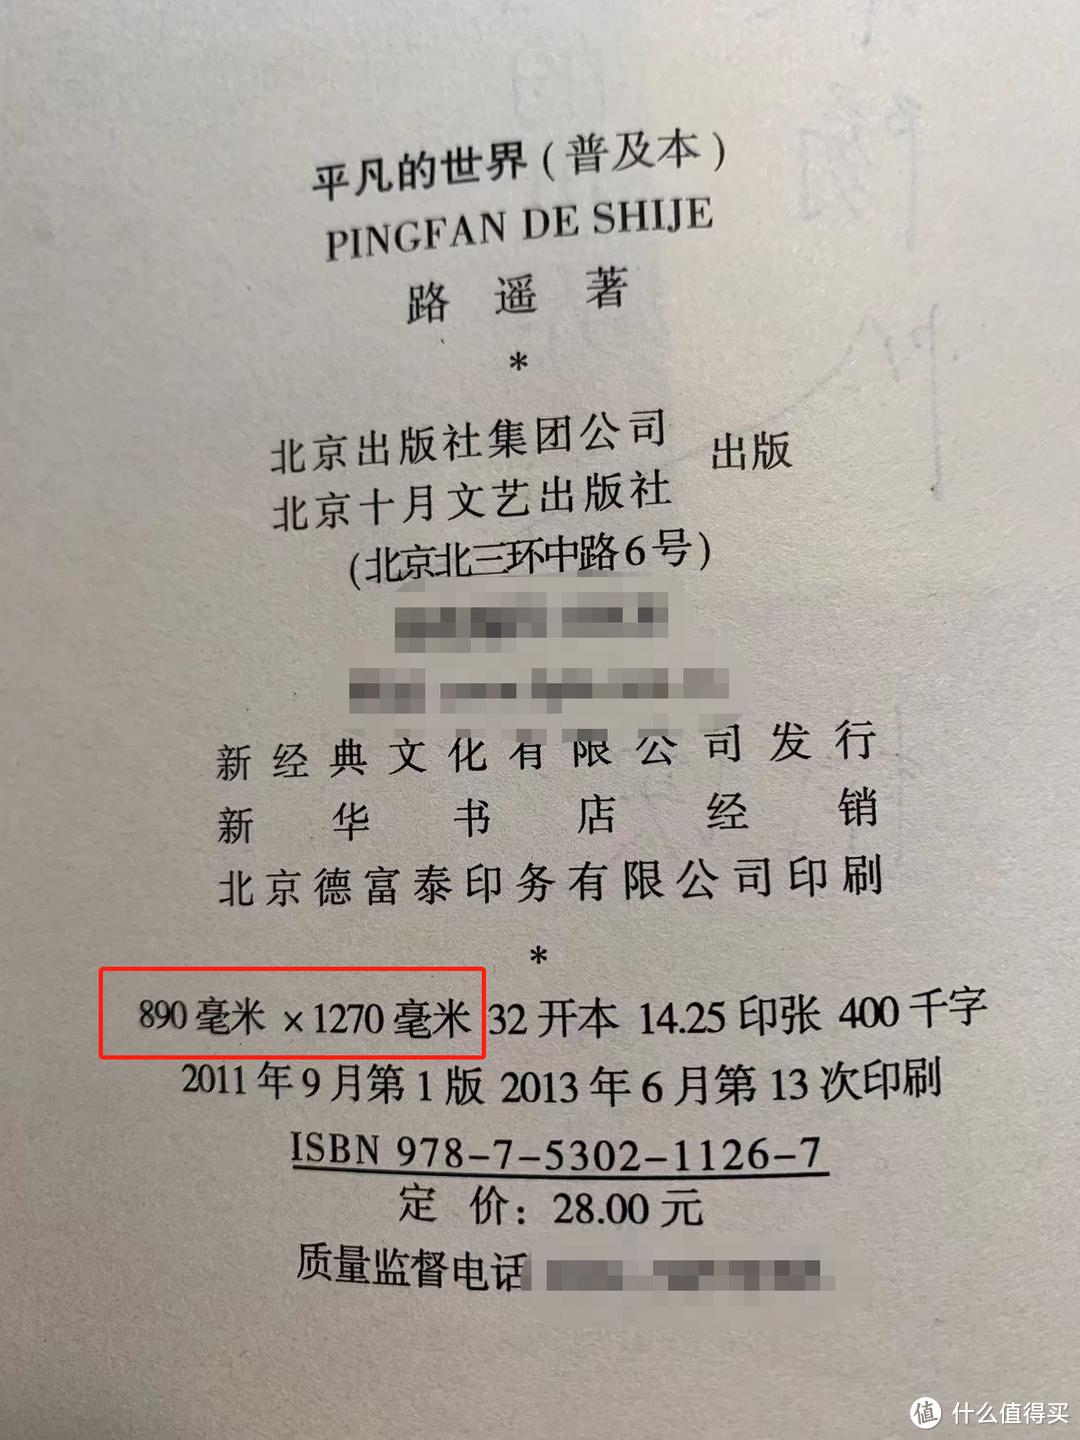 平凡的世界(普及本)
PINGFAN DE SHIJE
路 遥 著
*
北京出版社集团公司
北京十月文艺出版社
出版
(北京北三环中路6号)
新经典文化有限公司发行
新华书店经销
北京德富泰印务有限公司印刷
*
890毫米×1270毫米 32开本 14.25印张 400千字
2011年9月第1版 2013年6月第13次印刷
ISBN 978-7-5302-1126-7
定 价：28.00元
质量监督电话
值 什么值得买